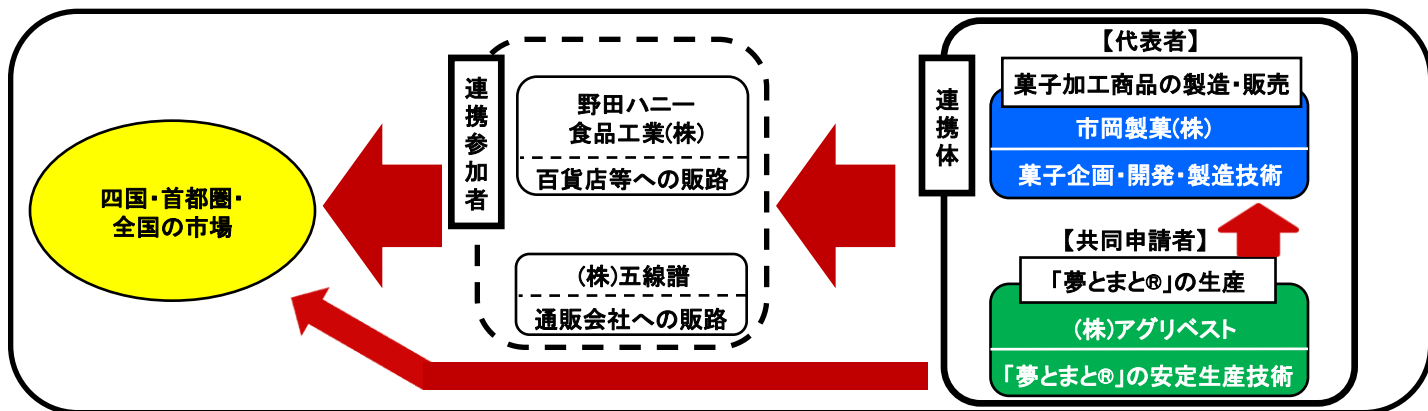 四国・首都圏・
全国の市場
連携参加者
野田ハニー
食品工業(株)
百貨店等への販路
(株)五線譜
通販会社への販路
連携体
【代表者】
菓子加工商品の製造・販売
市岡製菓(株)
菓子企画・開発・製造技術
【共同申請者】
「夢とまと®」の生産
(株)アグリベスト
「夢とまと®」の安定生産技術